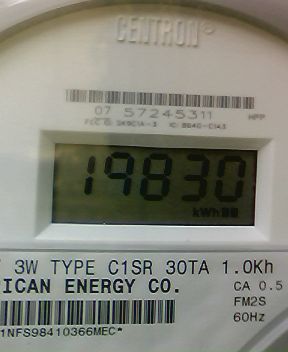 CENTRON®
07 57245311 HPP
19830
kWh
3W TYPE C1SR 30TA 1.0Kh
ICAN ENERGY CO. CA 0.5
FM2S
60Hz
1NFS98410366MEC*